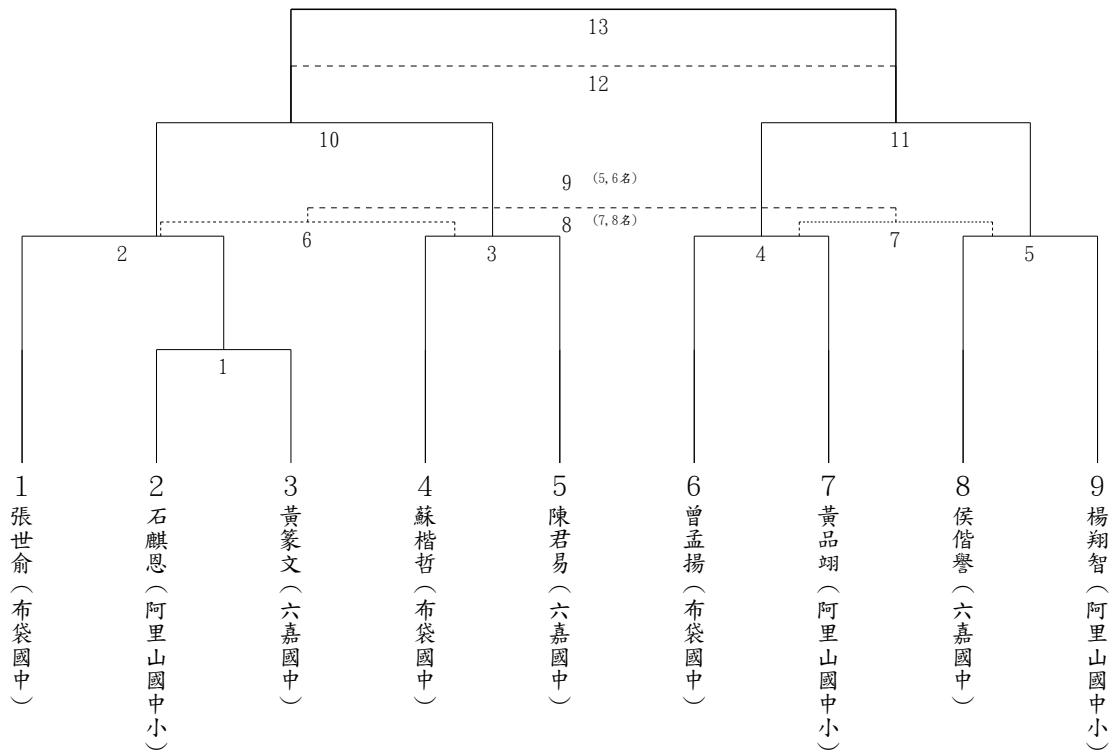 13
12
10
11
9 (5,6名)
8 (7,8名)
2
6
3
4
7
5
1
1 張世俞(布袋國中)
2 石麒恩(阿里山國中小)
3 黃篆文(六嘉國中)
4 蘇楷哲(布袋國中)
5 陳君易(六嘉國中)
6 曾孟揚(布袋國中)
7 黃品翊(阿里山國中小)
8 侯偕譽(六嘉國中)
9 楊翔智(阿里山國中小)